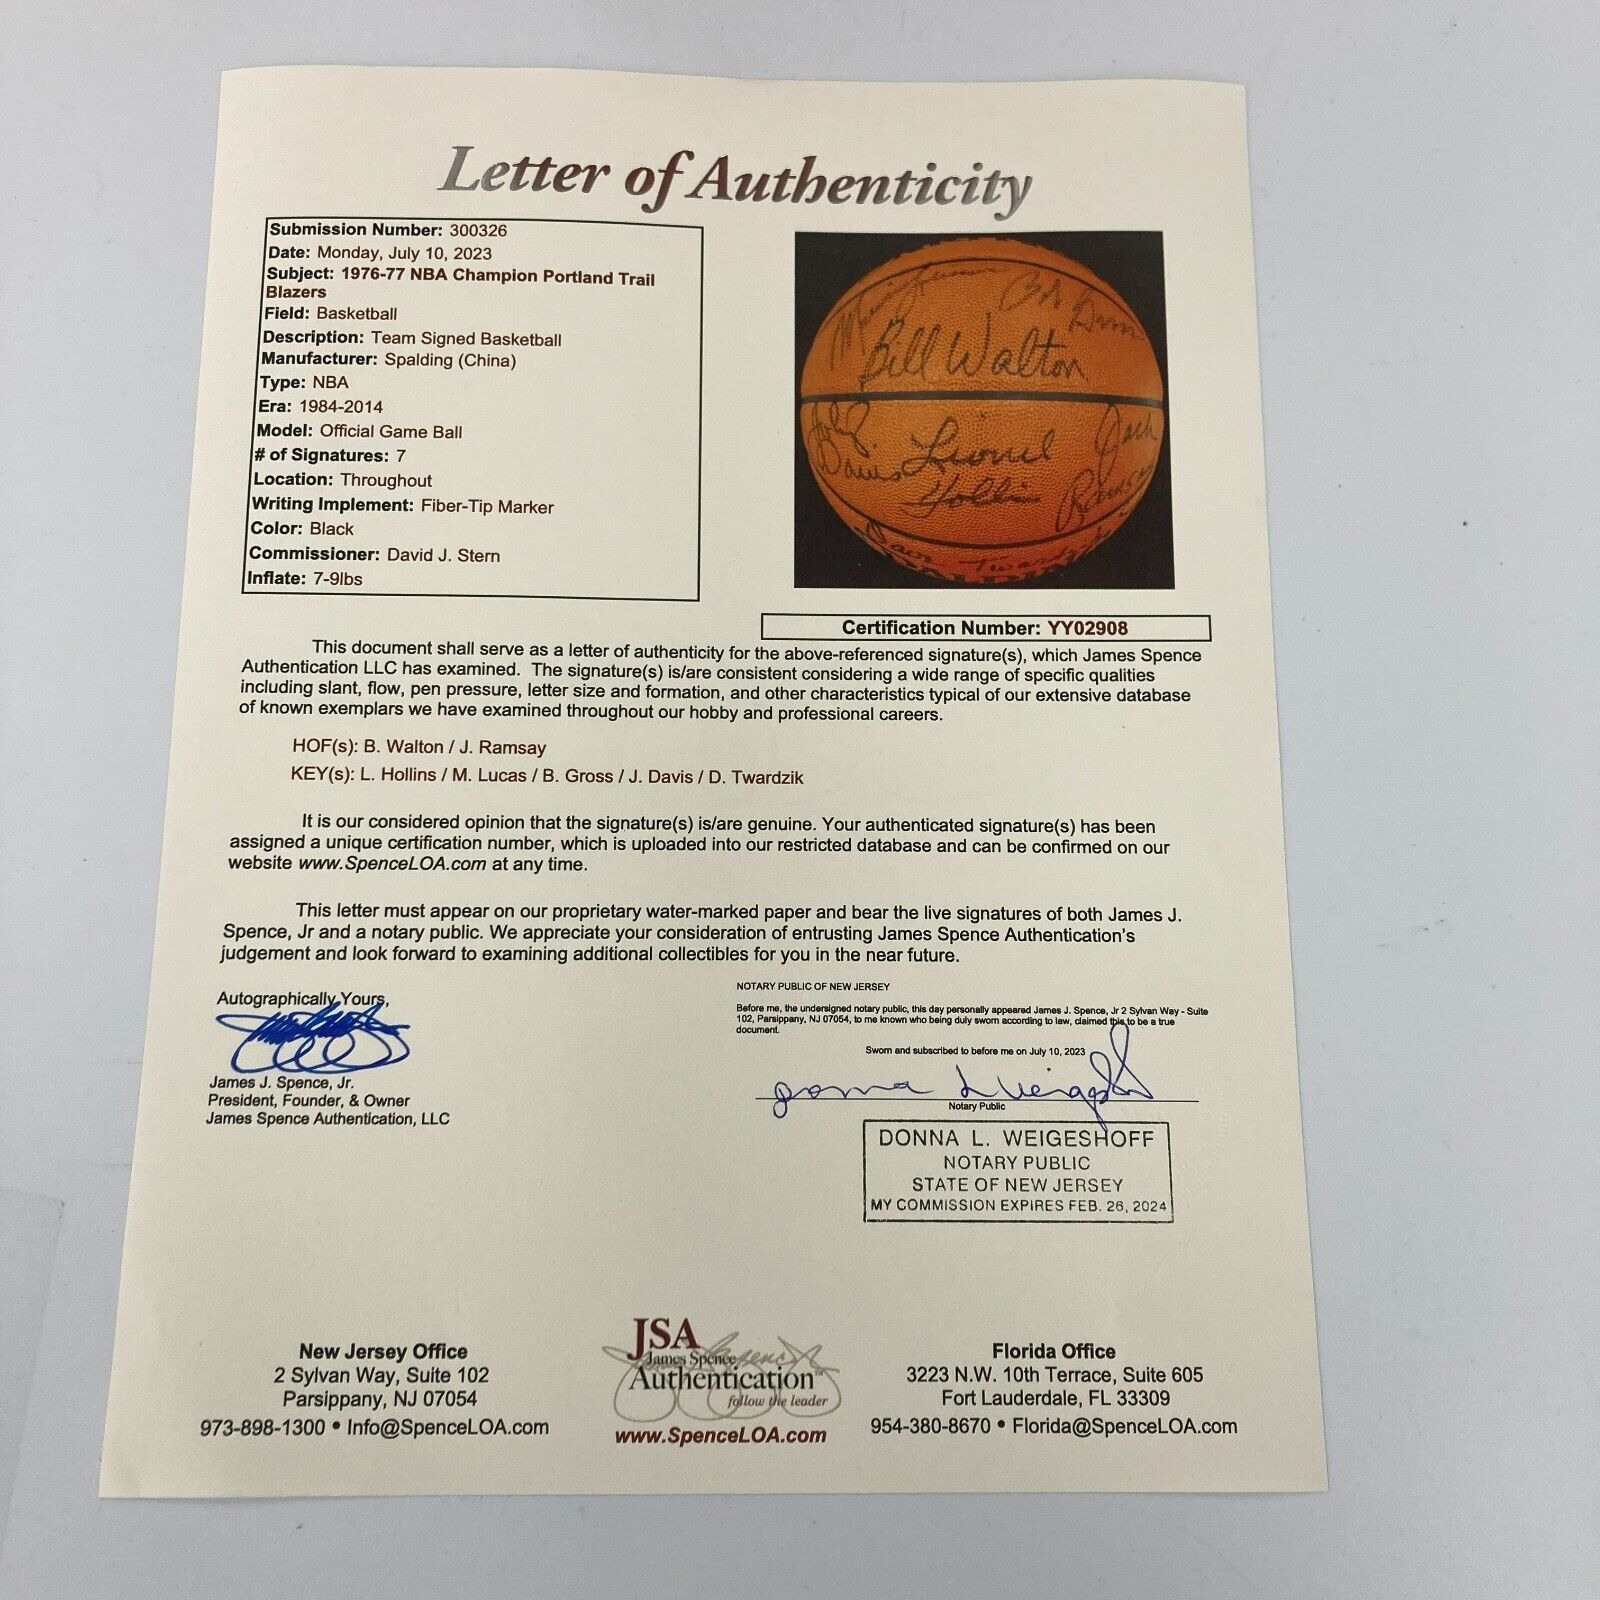 Letter of Authenticity
Submission Number: 300326
Date: Monday, July 10, 2023
Subject: 1976-77 NBA Champion Portland Trail
Blazers
Field: Basketball
Description: Team Signed Basketball
Manufacturer: Spalding (China)
Type: NBA
Era: 1984-2014
Model: Official Game Ball
# of Signatures: 7
Location: Throughout
Writing Implement: Fiber-Tip Marker
Color: Black
Commissioner: David J. Stern
Inflate: 7-9lbs
Bob Gross
Bill Walton
Johnny
Davis
Lionel
Hollins
Jack
Ramsay
Dave Twardzik
Certification Number: YY02908
This document shall serve as a letter of authenticity for the above-referenced signature(s), which James Spence
Authentication LLC has examined. The signature(s) is/are consistent considering a wide range of specific qualities
including slant, flow, pen pressure, letter size and formation, and other characteristics typical of our extensive database
of known exemplars we have examined throughout our hobby and professional careers.
HOF(s): B. Walton / J. Ramsay
KEY(s): L. Hollins / M. Lucas / B. Gross / J. Davis / D. Twardzik
It is our considered opinion that the signature(s) is/are genuine. Your authenticated signature(s) has been
assigned a unique certification number, which is uploaded into our restricted database and can be confirmed on our
website www.SpenceLOA.com at any time.
This letter must appear on our proprietary water-marked paper and bear the live signatures of both James J.
Spence, Jr and a notary public. We appreciate your consideration of entrusting James Spence Authentication's
judgement and look forward to examining additional collectibles for you in the near future.
Autographically Yours,
James J. Spence, Jr.
President, Founder, & Owner
James Spence Authentication, LLC
NOTARY PUBLIC OF NEW JERSEY
Before me, the undersigned notary public, this day personally appeared James J. Spence, Jr 2 Sylvan Way - Suite
102, Parsippany, NJ 07054, to me known who being duly sworn according to law, claimed this to be a true
document.
Sworn and subscribed to before me on July 10, 2023
Donna L Weigeshoff
Notary Public
DONNA L. WEIGESHOFF
NOTARY PUBLIC
STATE OF NEW JERSEY
MY COMMISSION EXPIRES FEB. 26, 2024
New Jersey Office
2 Sylvan Way, Suite 102
Parsippany, NJ 07054
973-898-1300 • Info@SpenceLOA.com
JSA
James Spence
Authentication™
follow the leader
www.SpenceLOA.com
Florida Office
3223 N.W. 10th Terrace, Suite 605
Fort Lauderdale, FL 33309
954-380-8670 • Florida@SpenceLOA.com